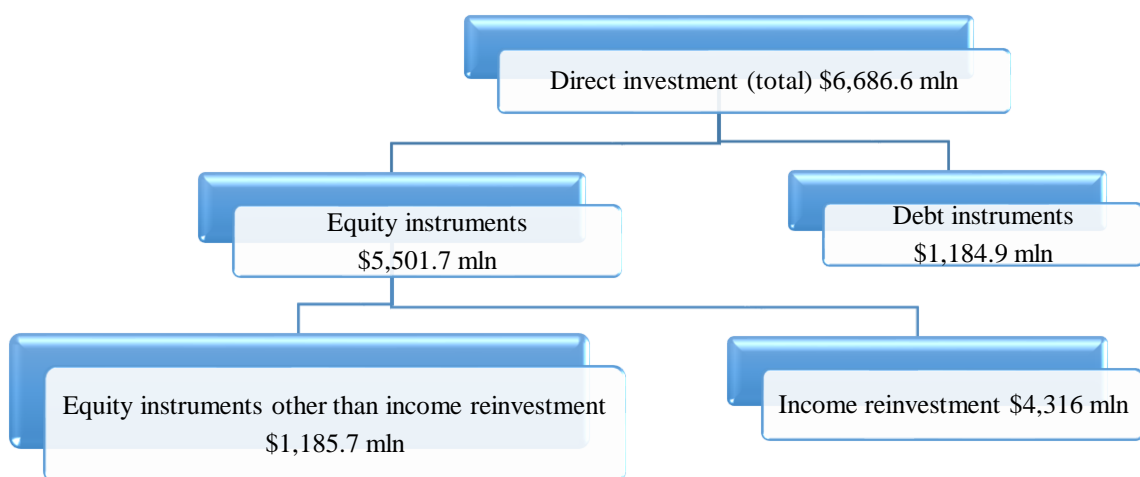 Direct investment (total) $6,686.6 mln
Equity instruments
$5,501.7 mln
Debt instruments
$1,184.9 mln
Equity instruments other than income reinvestment
$1,185.7 mln
Income reinvestment $4,316 mln